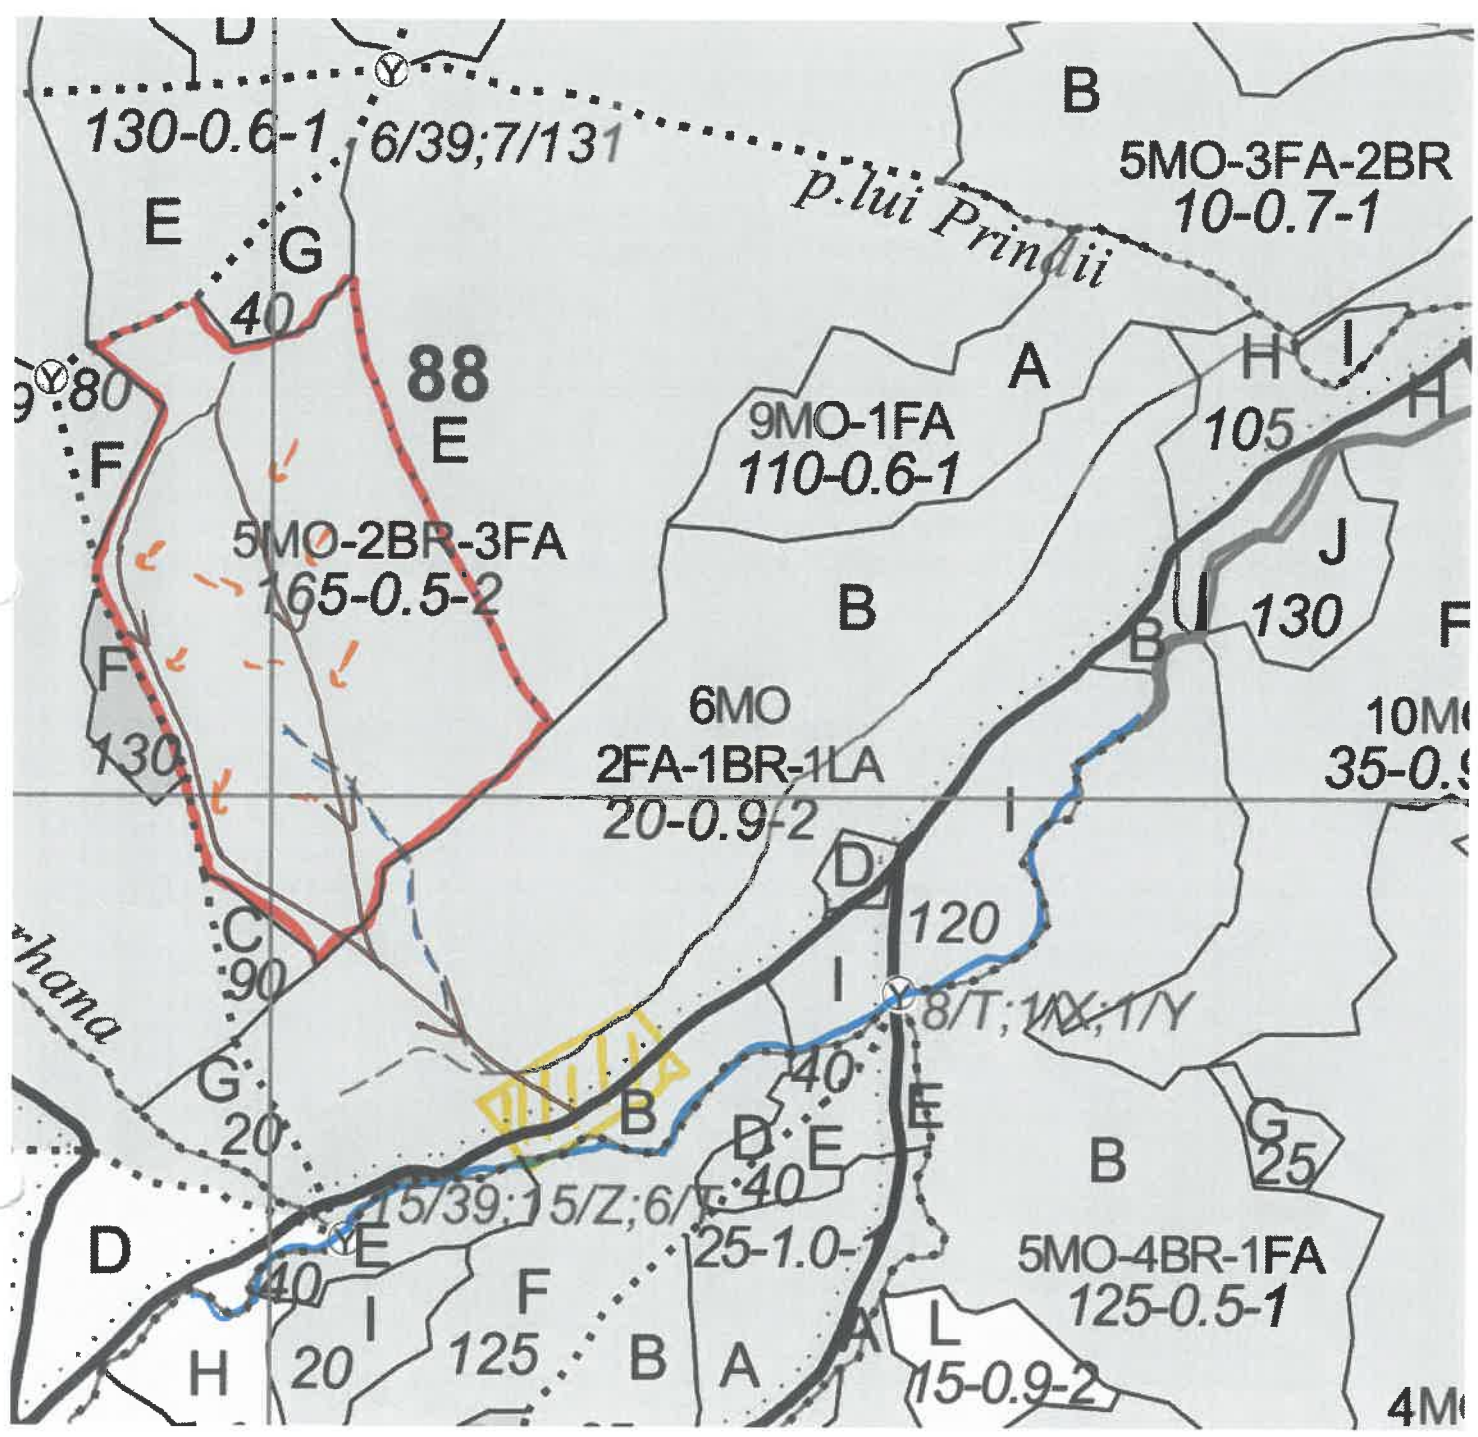 D
B
130-0.6-1
6/39;7/131
5MO-3FA-2BR
10-0.7-1
p.lui Prindii
E
G
40
88
E
A
H
I
H
Y
80
9
F
9MO-1FA
110-0.6-1
105
5MO-2BR-3FA
165-0.5-2
J
130
I
B
B
F
F
130
6MO
2FA-1BR-1LA
20-0.9-2
10M
35-0.9
I
D
120
C
90
rhana
I
Y
8/T;1/X;1/Y
G
20
40
B
D
E
40
E
B
G
25
15/39;15/Z;6/T
25-1.0-1
D
Y
E
40
5MO-4BR-1FA
125-0.5-1
I
20
F
125
B
A
A
L
15-0.9-2
H
4M
Y